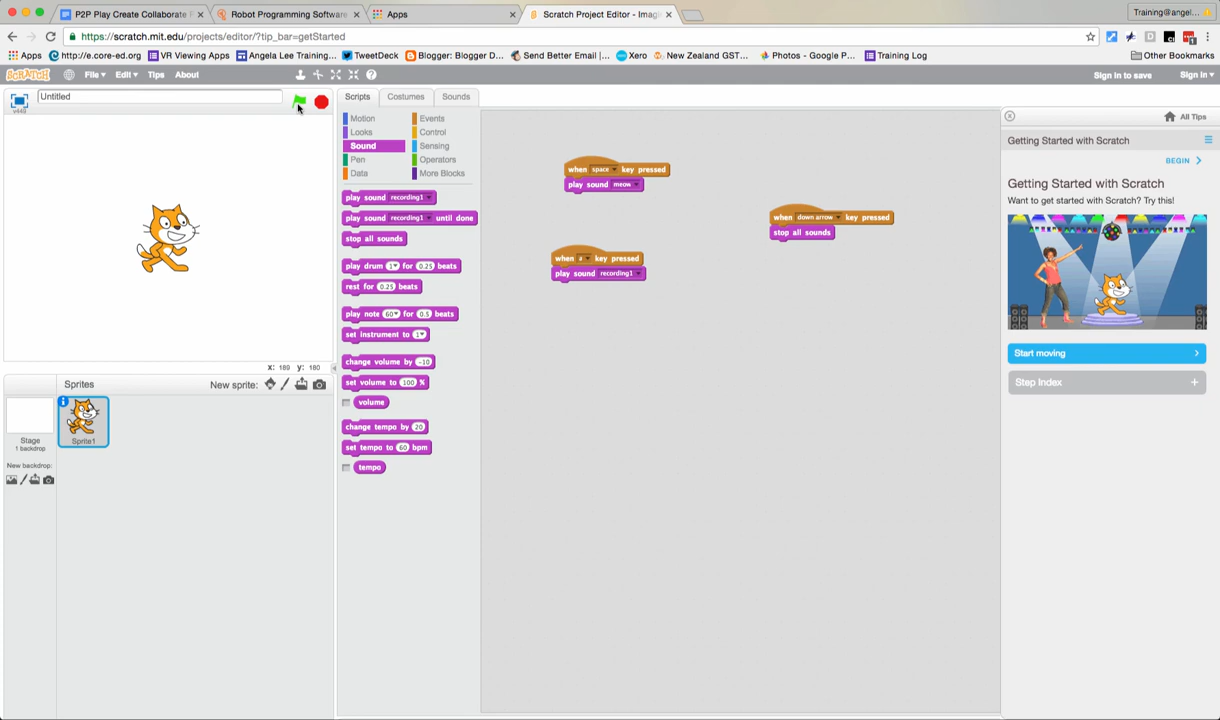 P2P Play Create Collaborate F
Robot Programming Software
Apps
Scratch Project Editor - Imagi
Training@angel...
https://scratch.mit.edu/projects/editor/?tip_bar=getStarted
Apps
http://e.core-ed.org
VR Viewing Apps
Angela Lee Training...
TweetDeck
Blogger: Blogger D...
Send Better Email |...
Xero
New Zealand GST...
Photos - Google P...
Training Log
Other Bookmarks
SCRATCH
File
Edit
Tips
About
Sign in to save
Sign in
Untitled
v449
Scripts
Costumes
Sounds
Motion
Events
Looks
Control
Sound
Sensing
Pen
Operators
Data
More Blocks
play sound recording1
play sound recording1 until done
stop all sounds
play drum 1 for 0.25 beats
rest for 0.25 beats
play note 60 for 0.5 beats
set instrument to 1
change volume by -10
set volume to 100 %
volume
change tempo by 20
set tempo to 60 bpm
tempo
when space key pressed
play sound meow
when down arrow key pressed
stop all sounds
when a key pressed
play sound recording1
x: 189 y: 180
Sprites
New sprite:
Stage
1 backdrop
New backdrop:
Sprite1
All Tips
Getting Started with Scratch
BEGIN
Getting Started with Scratch
Want to get started with Scratch? Try this!
Start moving
Step Index